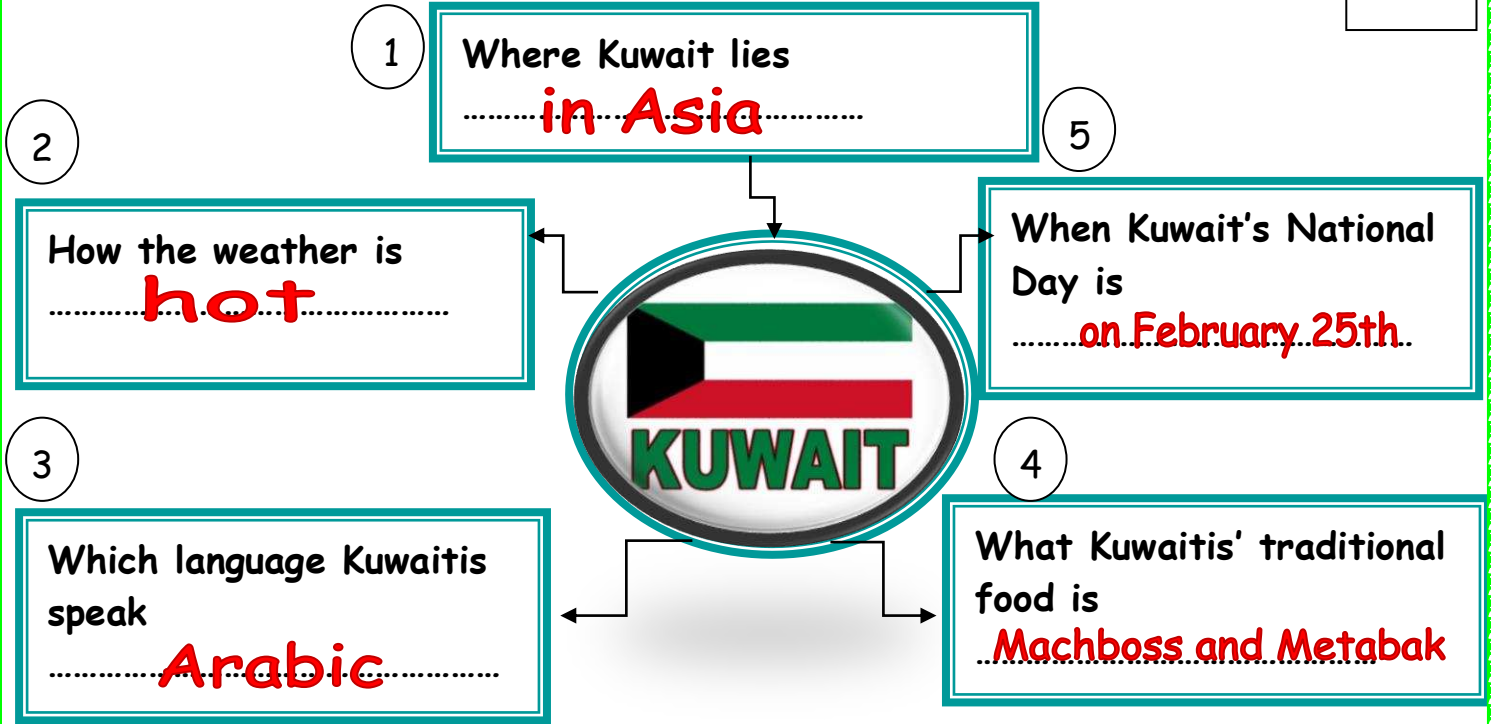 1
Where Kuwait lies
in Asia
2
How the weather is
hot
3
Which language Kuwaitis
speak
Arabic
4
What Kuwaitis’ traditional
food is
Machboss and Metabak
5
When Kuwait’s National
Day is
on February 25th
KUWAIT